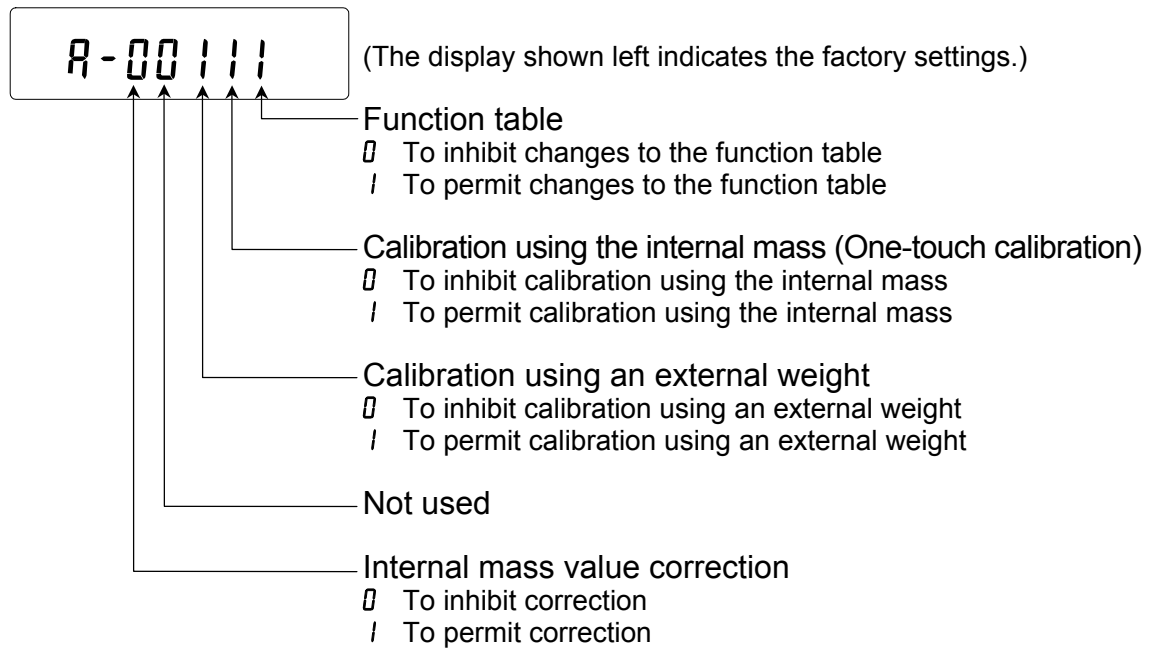 A-00111
(The display shown left indicates the factory settings.)
Function table
0 To inhibit changes to the function table
1 To permit changes to the function table
Calibration using the internal mass (One-touch calibration)
0 To inhibit calibration using the internal mass
1 To permit calibration using the internal mass
Calibration using an external weight
0 To inhibit calibration using an external weight
1 To permit calibration using an external weight
Not used
Internal mass value correction
0 To inhibit correction
1 To permit correction